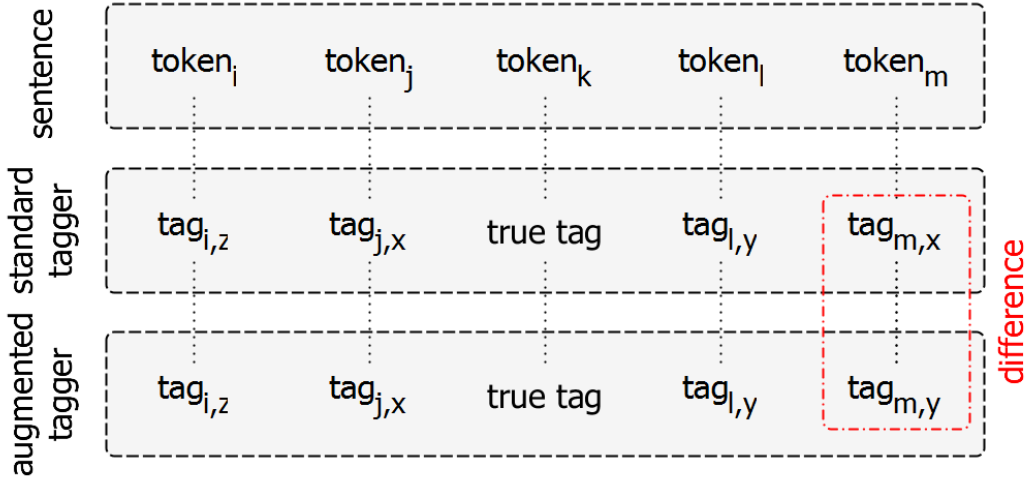 sentence
token_i token_j token_k token_l token_m
standard
tagger
tag_i,z tag_j,x true tag tag_l,y tag_m,x
augmented
tagger
tag_i,z tag_j,x true tag tag_l,y tag_m,y
difference